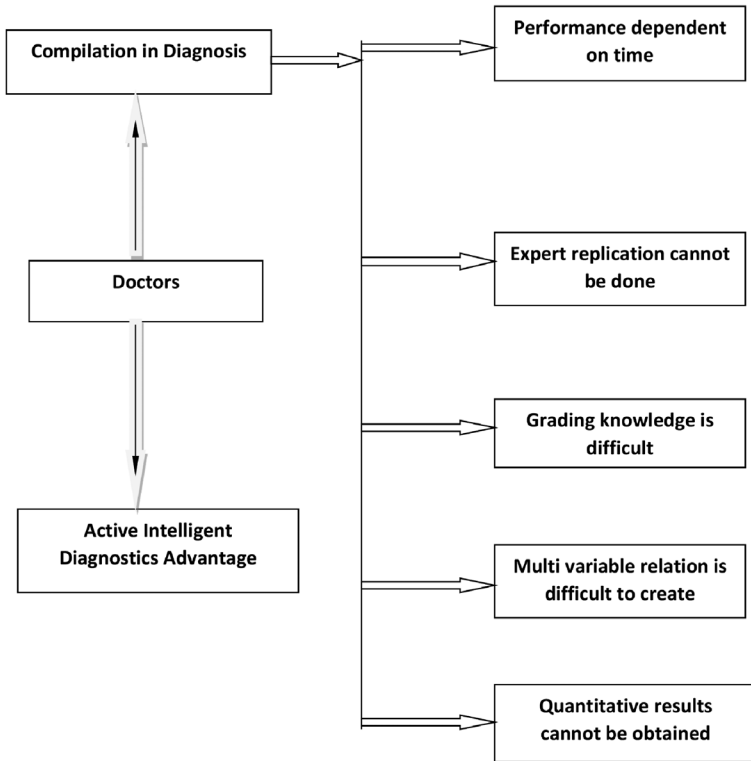 Compilation in Diagnosis
Doctors
Active Intelligent
Diagnostics Advantage
Performance dependent
on time
Expert replication cannot
be done
Grading knowledge is
difficult
Multi variable relation is
difficult to create
Quantitative results
cannot be obtained